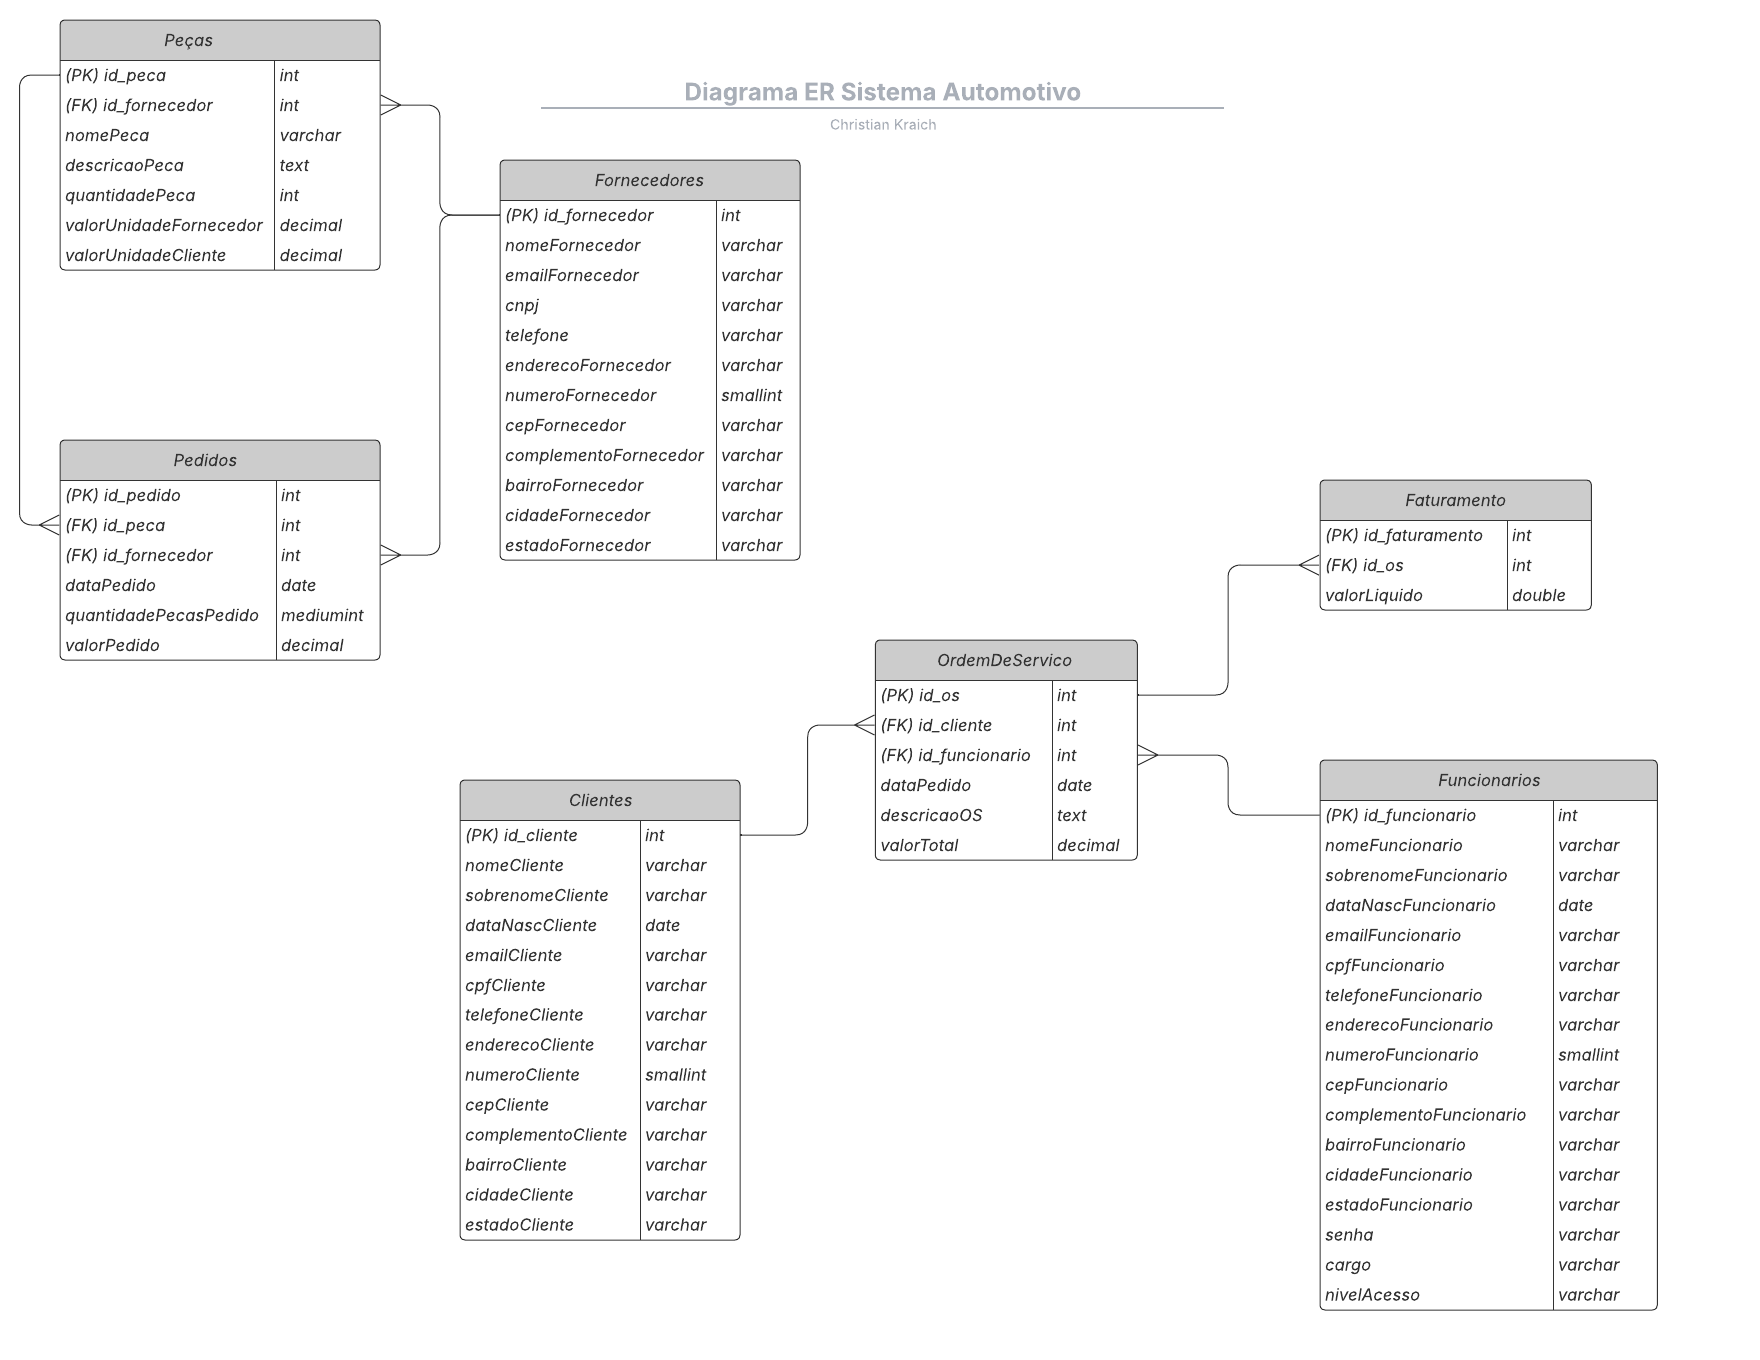 Diagrama ER Sistema Automotivo
Christian Kraich
Peças
(PK) id_peca int
(FK) id_fornecedor int
nomePeca varchar
descricaoPeca text
quantidadePeca int
valorUnidadeFornecedor decimal
valorUnidadeCliente decimal
Fornecedores
(PK) id_fornecedor int
nomeFornecedor varchar
emailFornecedor varchar
cnpj varchar
telefone varchar
enderecoFornecedor varchar
numeroFornecedor smallint
cepFornecedor varchar
complementoFornecedor varchar
bairroFornecedor varchar
cidadeFornecedor varchar
estadoFornecedor varchar
Pedidos
(PK) id_pedido int
(FK) id_peca int
(FK) id_fornecedor int
dataPedido date
quantidadePecasPedido mediumint
valorPedido decimal
Faturamento
(PK) id_faturamento int
(FK) id_os int
valorLiquido double
OrdemDeServico
(PK) id_os int
(FK) id_cliente int
(FK) id_funcionario int
dataPedido date
descricaoOS text
valorTotal decimal
Clientes
(PK) id_cliente int
nomeCliente varchar
sobrenomeCliente varchar
dataNascCliente date
emailCliente varchar
cpfCliente varchar
telefoneCliente varchar
enderecoCliente varchar
numeroCliente smallint
cepCliente varchar
complementoCliente varchar
bairroCliente varchar
cidadeCliente varchar
estadoCliente varchar
Funcionarios
(PK) id_funcionario int
nomeFuncionario varchar
sobrenomeFuncionario varchar
dataNascFuncionario date
emailFuncionario varchar
cpfFuncionario varchar
telefoneFuncionario varchar
enderecoFuncionario varchar
numeroFuncionario smallint
cepFuncionario varchar
complementoFuncionario varchar
bairroFuncionario varchar
cidadeFuncionario varchar
estadoFuncionario varchar
senha varchar
cargo varchar
nivelAcesso varchar